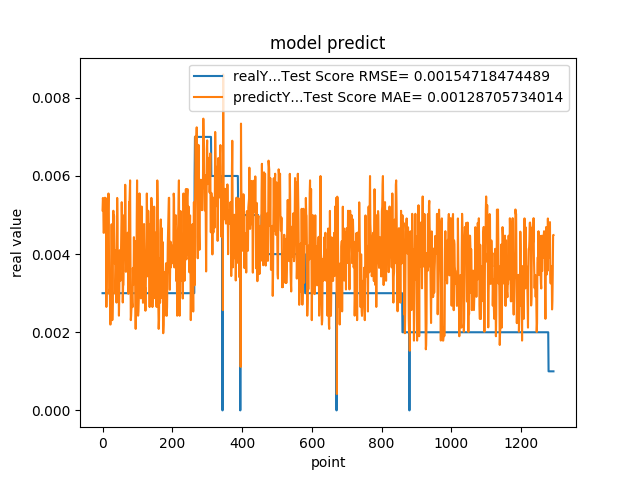 model predict
realY...Test Score RMSE= 0.00154718474489
predictY...Test Score MAE= 0.00128705734014
0.008
0.006
0.004
0.002
0.000
real value
0 200 400 600 800 1000 1200
point